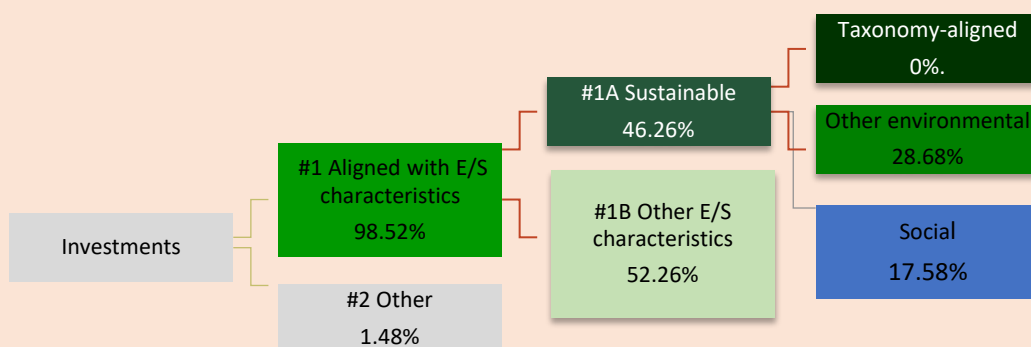 Investments
#1 Aligned with E/S
characteristics
98.52%
#2 Other
1.48%
#1A Sustainable
46.26%
#1B Other E/S
characteristics
52.26%
Taxonomy-aligned
0%.
Other environmental
28.68%
Social
17.58%